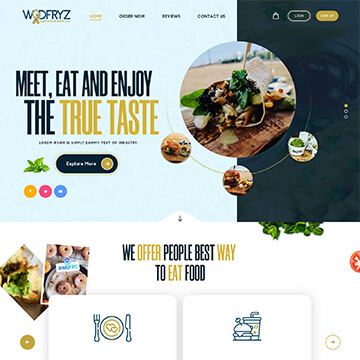 WOODFRYZ
HOME
ORDER NOW
REVIEWS
CONTACT US
LOGIN
SIGN UP
MEET, EAT AND ENJOY
THE TRUE TASTE
LOREM IPSUM IS SIMPLY DUMMY TEXT OF INDUSTRY.
Explore More
WE OFFER PEOPLE BEST WAY
TO EAT FOOD